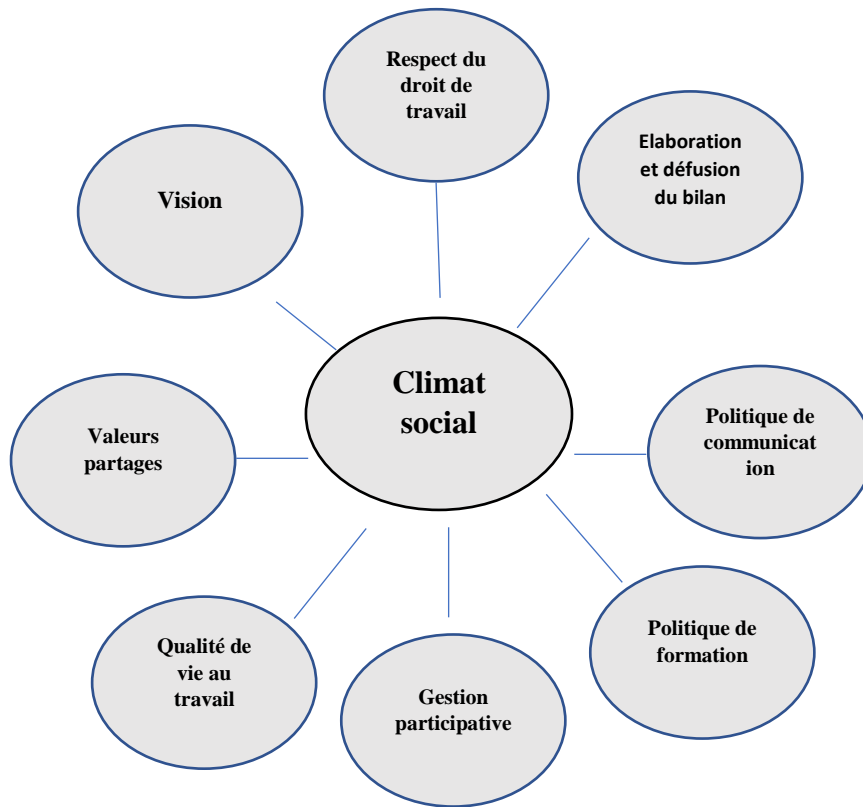 Respect du
droit de
travail
Elaboration
et défusion
du bilan
Vision
Climat
social
Politique de
communicat
ion
Valeurs
partages
Politique de
formation
Qualité de
vie au
travail
Gestion
participative